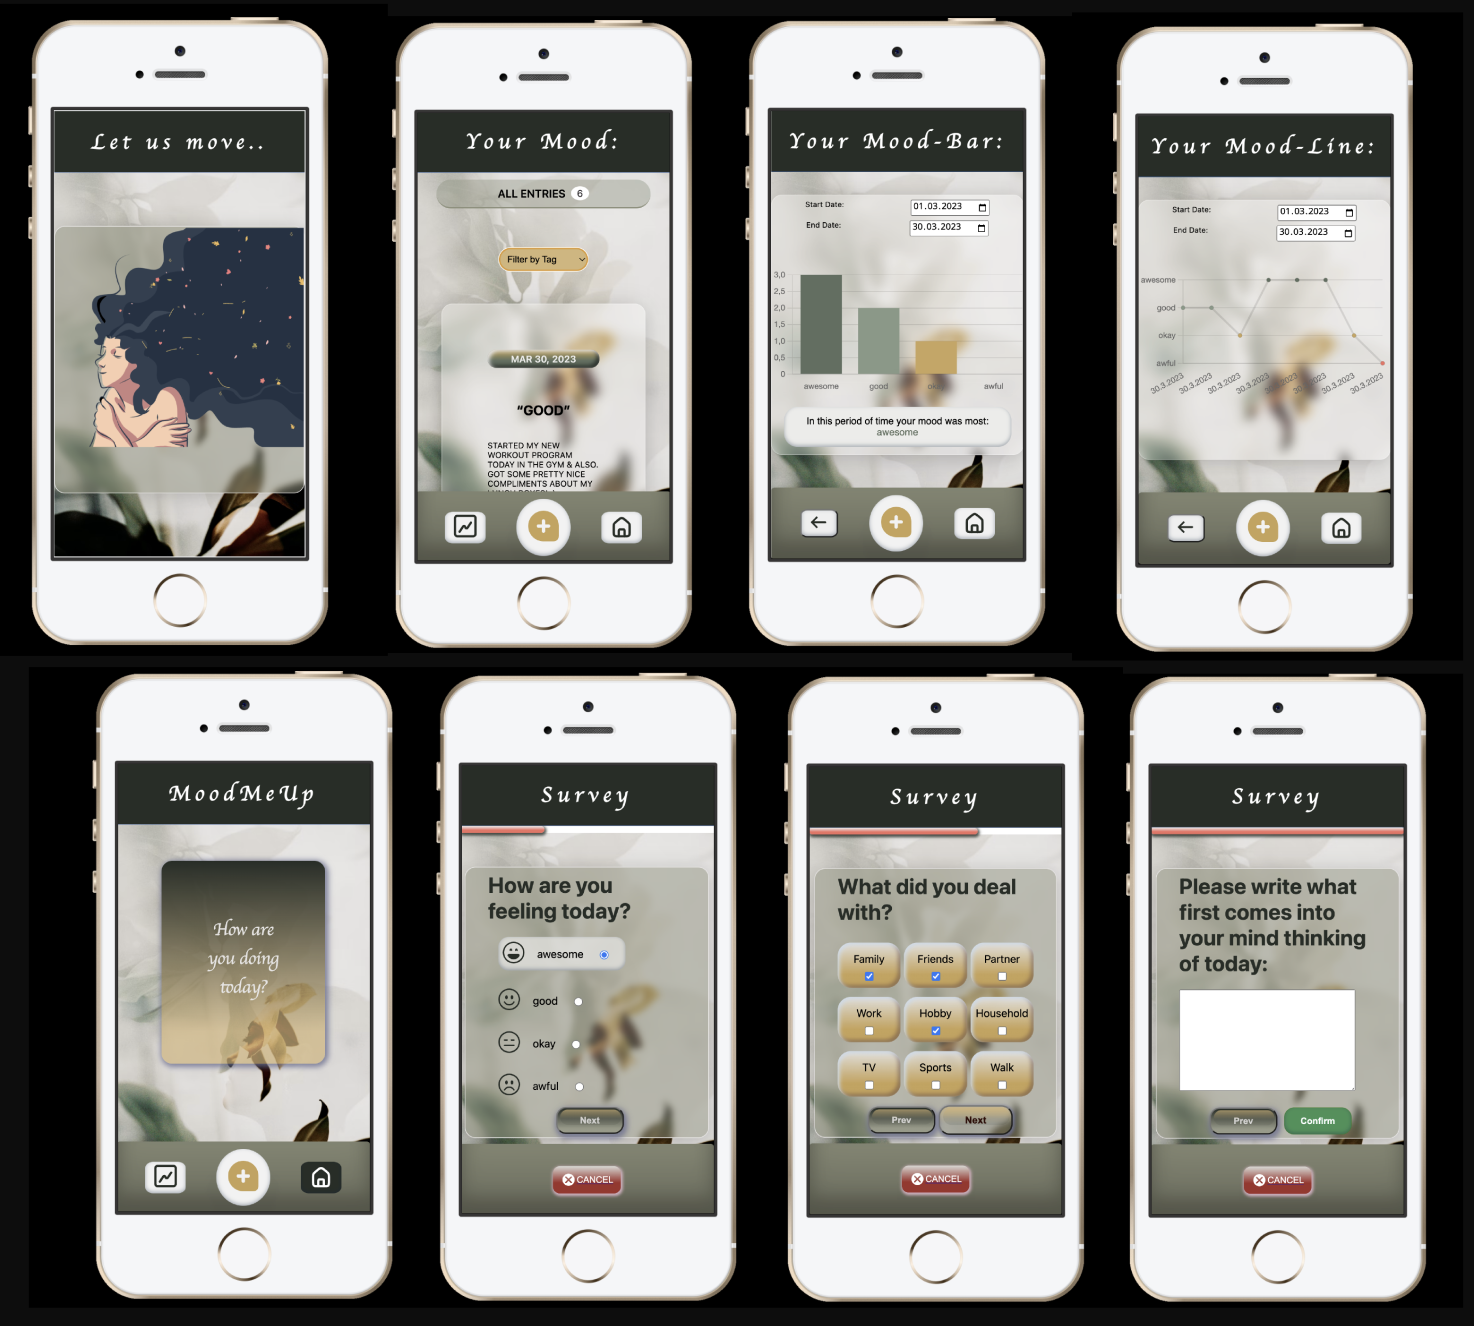 Let us move..
Your Mood:
ALL ENTRIES 6
Filter by Tag
MAR 30, 2023
“GOOD”
STARTED MY NEW
WORKOUT PROGRAM
TODAY IN THE GYM & ALSO.
GOT SOME PRETTY NICE
COMPLIMENTS ABOUT MY
Your Mood-Bar:
Start Date: 01.03.2023
End Date: 30.03.2023
3,0
2,5
2,0
1,5
1,0
0,5
0
awesome good okay awful
In this period of time your mood was most:
awesome
Your Mood-Line:
Start Date: 01.03.2023
End Date: 30.03.2023
awesome
good
okay
awful
30.3.2023 30.3.2023 30.3.2023 30.3.2023 30.3.2023 30.3.2023 30.3.2023 30.3.2023
MoodMeUp
How are
you doing
today?
Survey
How are you
feeling today?
awesome
good
okay
awful
Next
CANCEL
Survey
What did you deal
with?
Family Friends Partner
Work Hobby Household
TV Sports Walk
Prev Next
CANCEL
Survey
Please write what
first comes into
your mind thinking
of today:
Prev Confirm
CANCEL